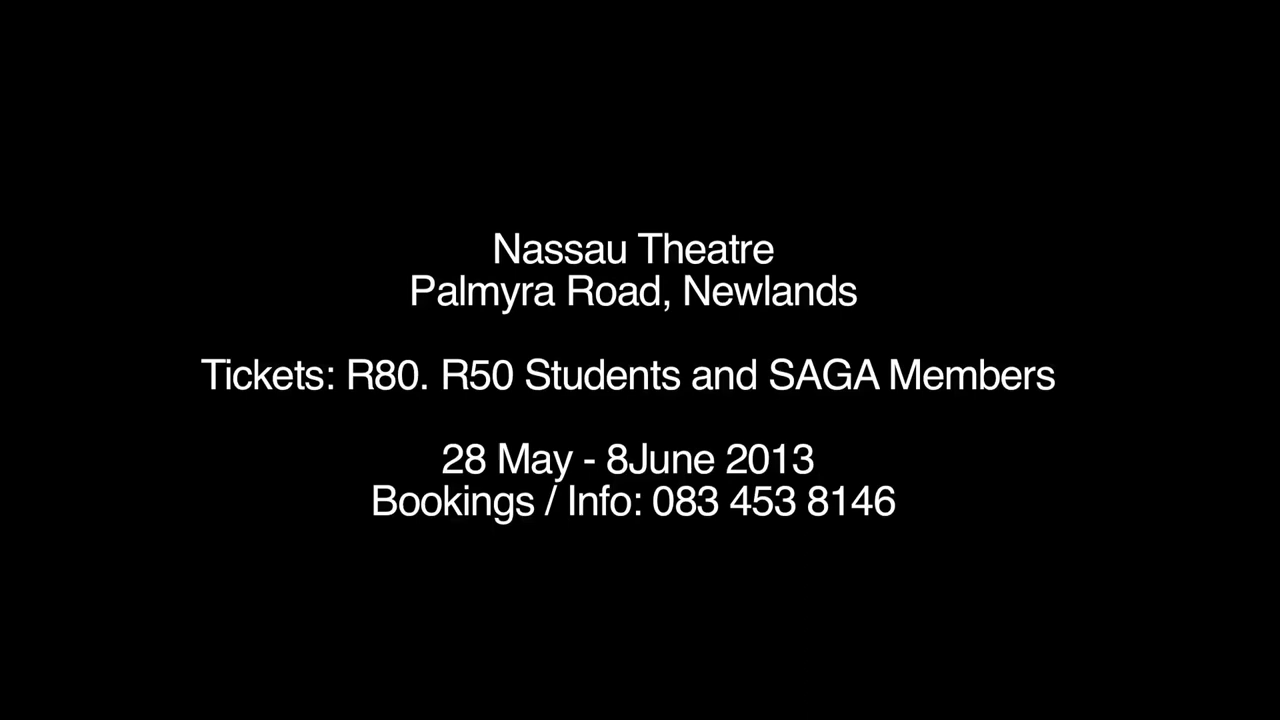 Nassau Theatre
Palmyra Road, Newlands
Tickets: R80. R50 Students and SAGA Members
28 May - 8June 2013
Bookings / Info: 083 453 8146